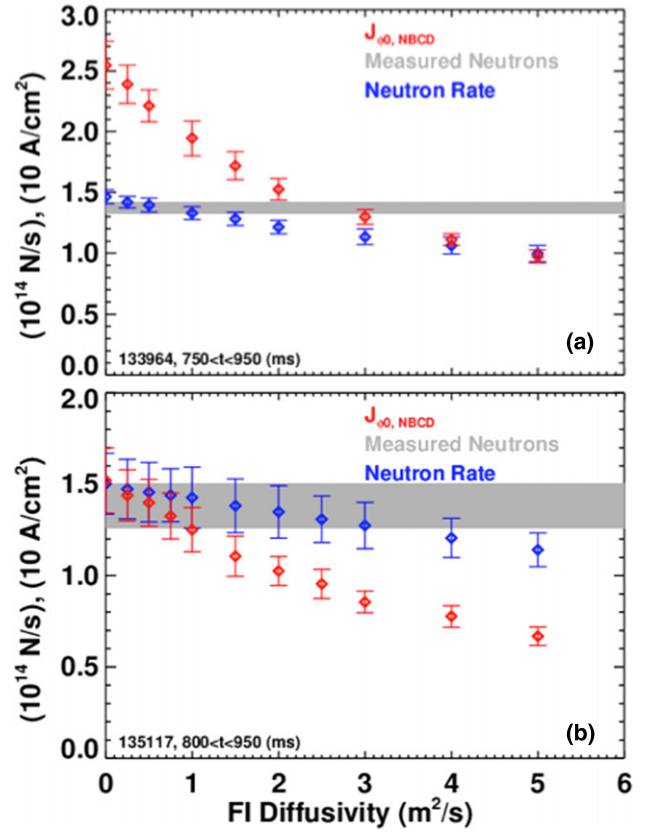 3.0
2.5
2.0
1.5
1.0
0.5
0.0
(10¹⁴ N/s), (10 A/cm²)
J_ϕ0, NBCD
Measured Neutrons
Neutron Rate
133964, 750<t<950 (ms)
(a)
2.0
1.5
1.0
0.5
0.0
(10¹⁴ N/s), (10 A/cm²)
J_ϕ0, NBCD
Measured Neutrons
Neutron Rate
135117, 800<t<950 (ms)
(b)
0 1 2 3 4 5 6
FI Diffusivity (m²/s)